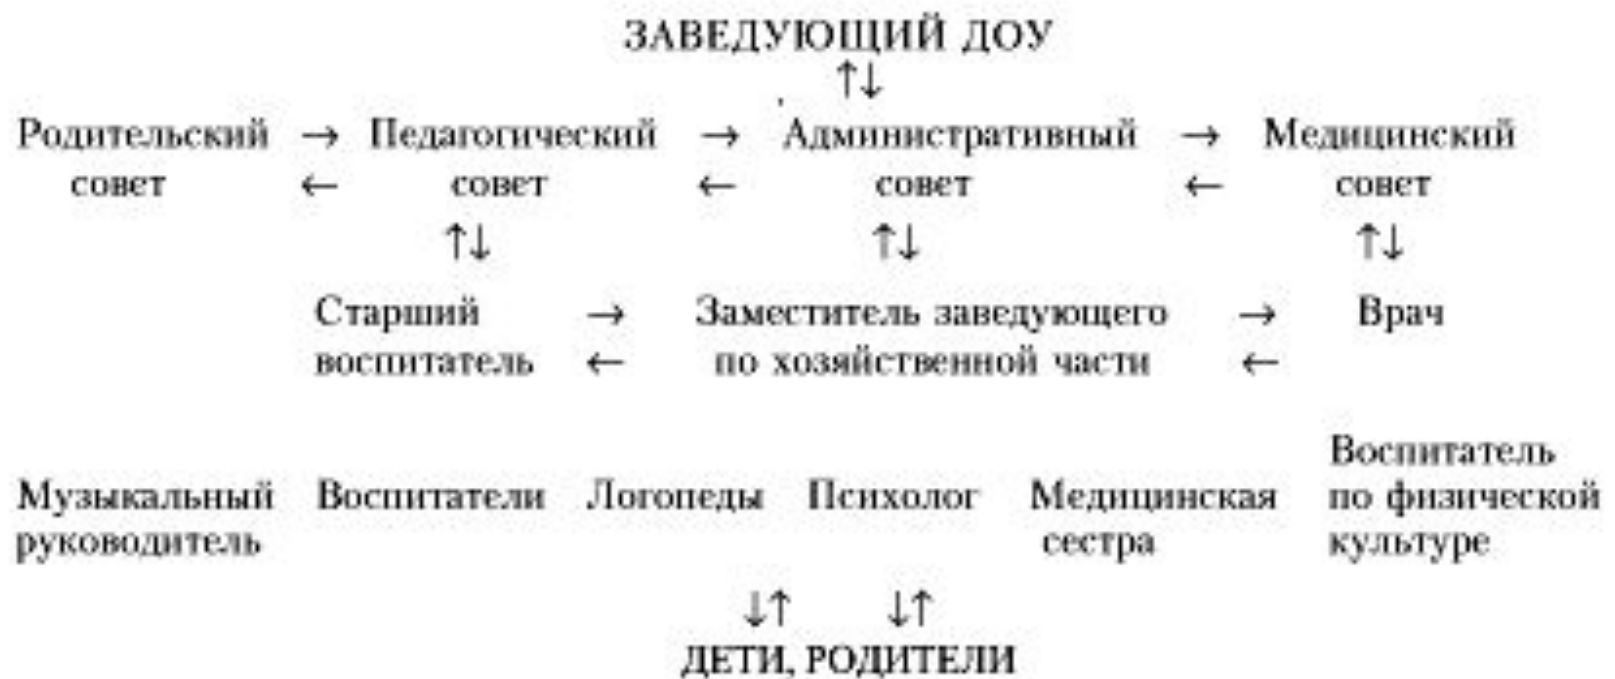 ЗАВЕДУЮЩИЙ ДОУ
↑↓
Родительский → Педагогический → Административный → Медицинский
совет ← совет ← совет ← совет
↑↓ ↑↓ ↑↓
Старший → Заместитель заведующего → Врач
воспитатель ← по хозяйственной части ←
Воспитатель
Музыкальный Воспитатели Логопеды Психолог Медицинская по физической
руководитель сестра культуре
↓↑ ↓↑
ДЕТИ, РОДИТЕЛИ